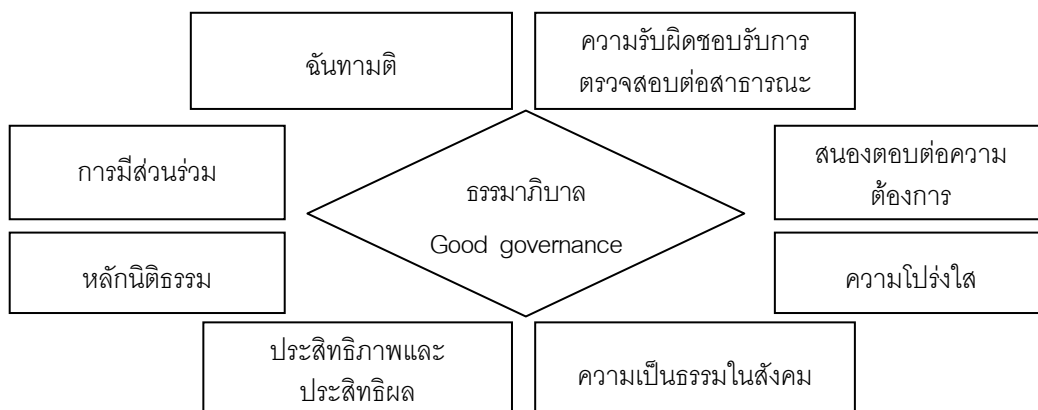 ฉันทามติ
ความรับผิดชอบรับการ
ตรวจสอบต่อสาธารณะ
การมีส่วนร่วม
สนองตอบต่อความ
ต้องการ
ธรรมาภิบาล
Good governance
หลักนิติธรรม
ความโปร่งใส
ประสิทธิภาพและ
ประสิทธิผล
ความเป็นธรรมในสังคม